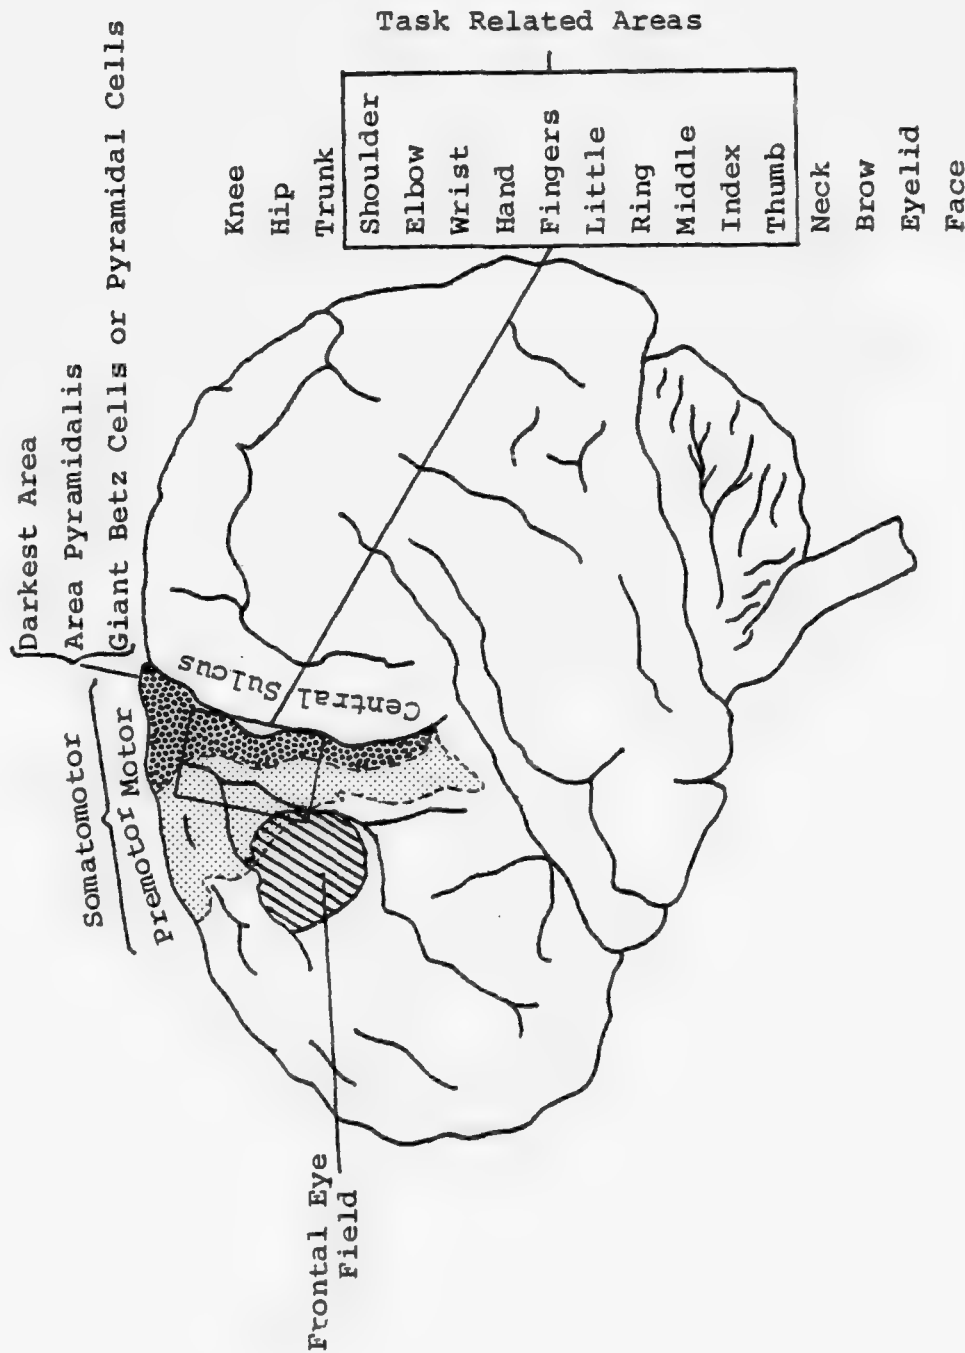 Task Related Areas
Darkest Area
Area Pyramidalis
Giant Betz Cells or Pyramidal Cells
Somatomotor
Premotor Motor
Central Sulcus
Frontal Eye
Field
Knee
Hip
Trunk
Shoulder
Elbow
Wrist
Hand
Fingers
Little
Ring
Middle
Index
Thumb
Neck
Brow
Eyelid
Face